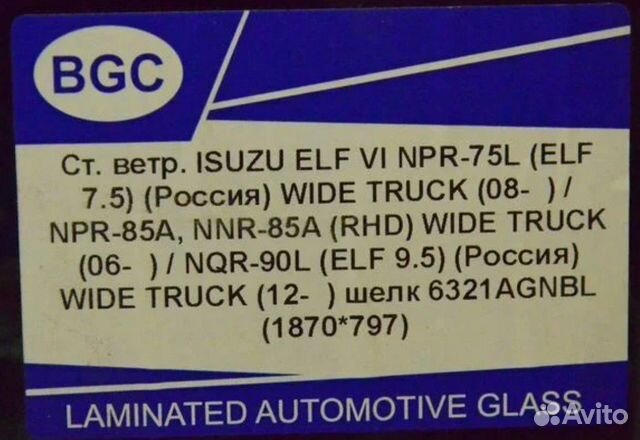 BGC
Ст. ветр. ISUZU ELF VI NPR-75L (ELF
7.5) (Россия) WIDE TRUCK (08-  ) /
NPR-85A, NNR-85A (RHD) WIDE TRUCK
(06-  ) / NQR-90L (ELF 9.5) (Россия)
WIDE TRUCK (12-  ) шелк 6321AGNBL
(1870*797)
LAMINATED AUTOMOTIVE GLASS
Avito